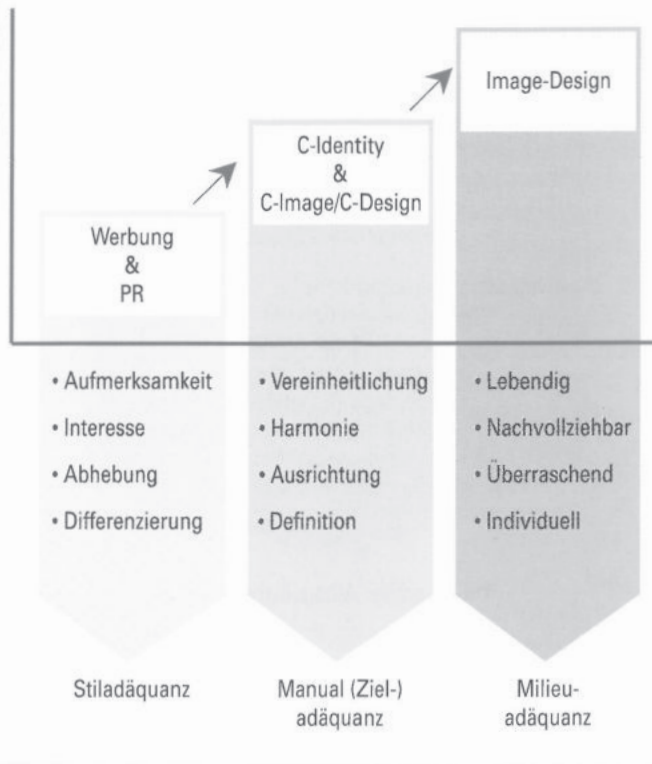 Werbung
&
PR
C-Identity
&
C-Image/C-Design
Image-Design
• Aufmerksamkeit
• Interesse
• Abhebung
• Differenzierung
• Vereinheitlichung
• Harmonie
• Ausrichtung
• Definition
• Lebendig
• Nachvollziehbar
• Überraschend
• Individuell
Stiladäquanz
Manual (Ziel-)
adäquanz
Milieu-
adäquanz